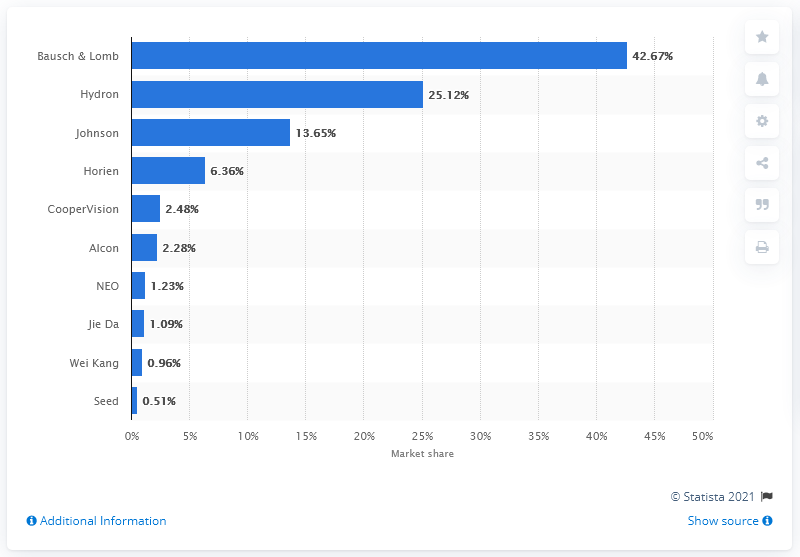 Bausch & Lomb 42.67%
Hydron 25.12%
Johnson 13.65%
Horien 6.36%
CooperVision 2.48%
Alcon 2.28%
NEO 1.23%
Jie Da 1.09%
Wei Kang 0.96%
Seed 0.51%
0% 5% 10% 15% 20% 25% 30% 35% 40% 45% 50%
Market share
© Statista 2021
Additional Information Show source